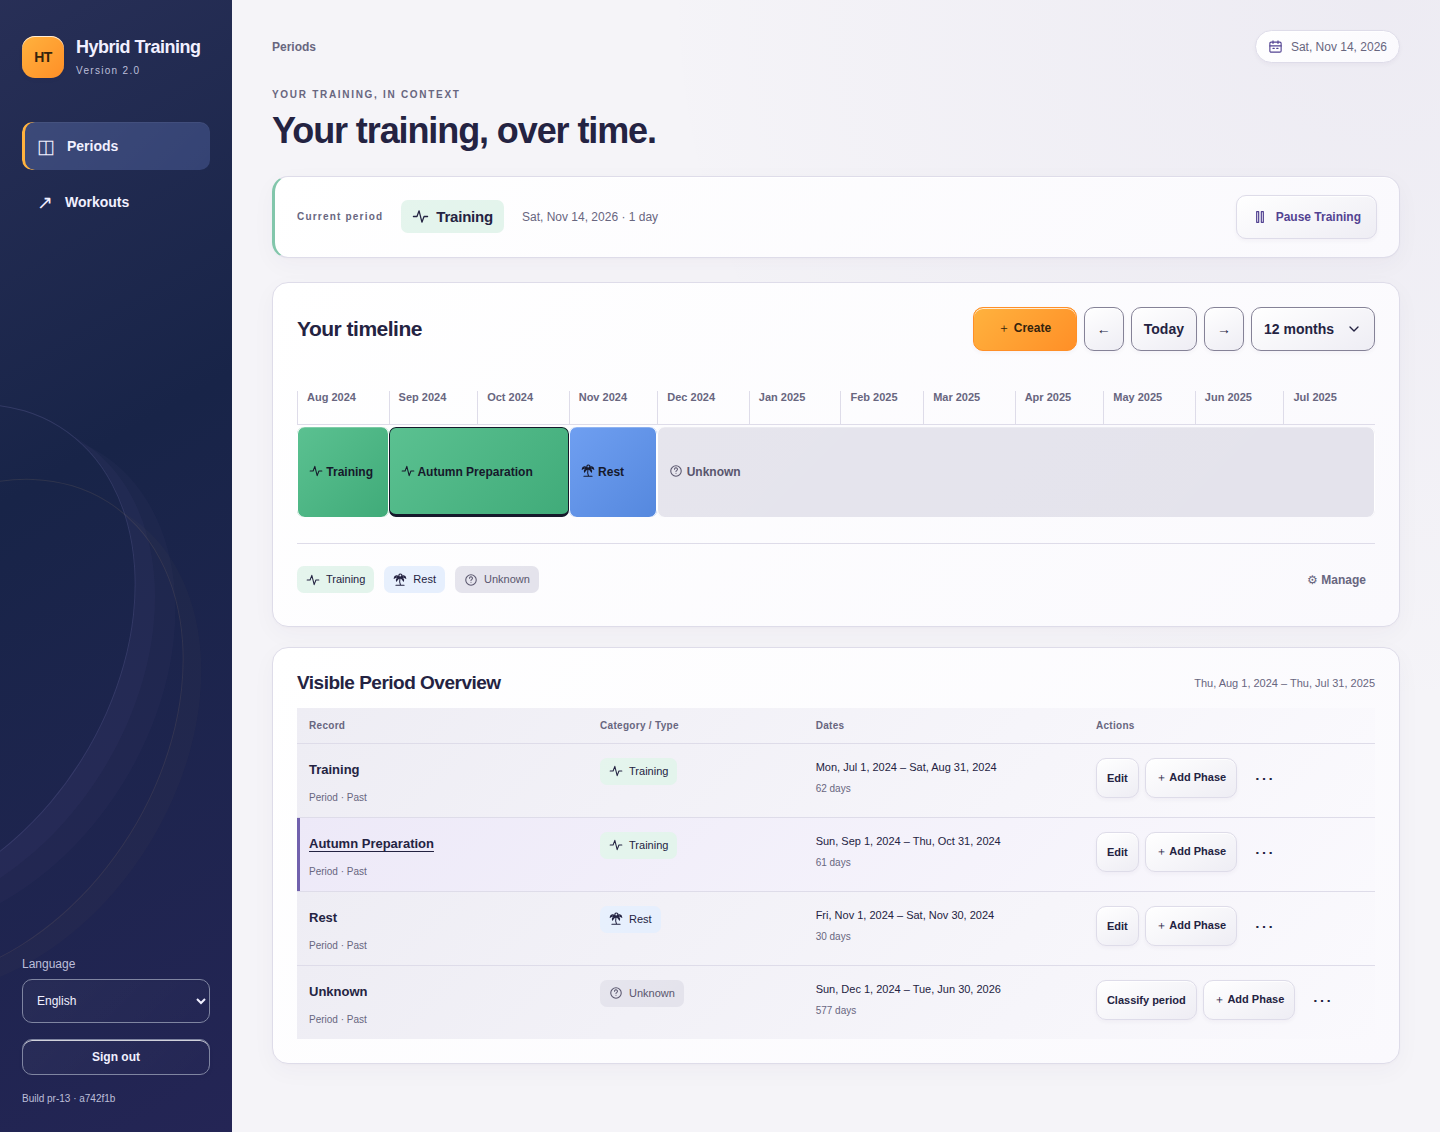 HT
Hybrid Training
Version 2.0
Periods
Workouts
Language
English
Sign out
Build pr-13 · a742f1b
Periods
Sat, Nov 14, 2026
YOUR TRAINING, IN CONTEXT
Your training, over time.
Current period
Training
Sat, Nov 14, 2026 · 1 day
Pause Training
Your timeline
+ Create
←
Today
→
12 months
Aug 2024 Sep 2024 Oct 2024 Nov 2024 Dec 2024 Jan 2025 Feb 2025 Mar 2025 Apr 2025 May 2025 Jun 2025 Jul 2025
Training Autumn Preparation Rest Unknown
Training Rest Unknown
Manage
Visible Period Overview
Thu, Aug 1, 2024 – Thu, Jul 31, 2025
Record Category / Type Dates Actions
Training
Period · Past
Training
Mon, Jul 1, 2024 – Sat, Aug 31, 2024
62 days
Edit + Add Phase ···
Autumn Preparation
Period · Past
Training
Sun, Sep 1, 2024 – Thu, Oct 31, 2024
61 days
Edit + Add Phase ···
Rest
Period · Past
Rest
Fri, Nov 1, 2024 – Sat, Nov 30, 2024
30 days
Edit + Add Phase ···
Unknown
Period · Past
Unknown
Sun, Dec 1, 2024 – Tue, Jun 30, 2026
577 days
Classify period + Add Phase ···